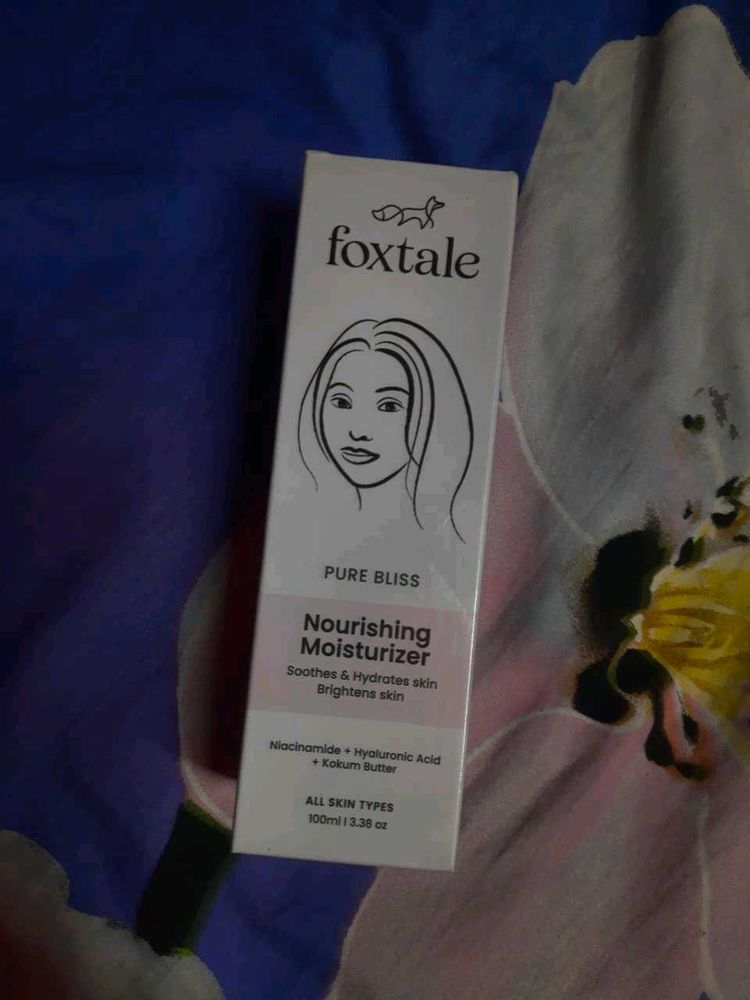 foxtale
PURE BLISS
Nourishing
Moisturizer
Soothes & Hydrates skin
Brightens skin
Niacinamide + Hyaluronic Acid
+ Kokum Butter
ALL SKIN TYPES
100ml | 3.38 oz